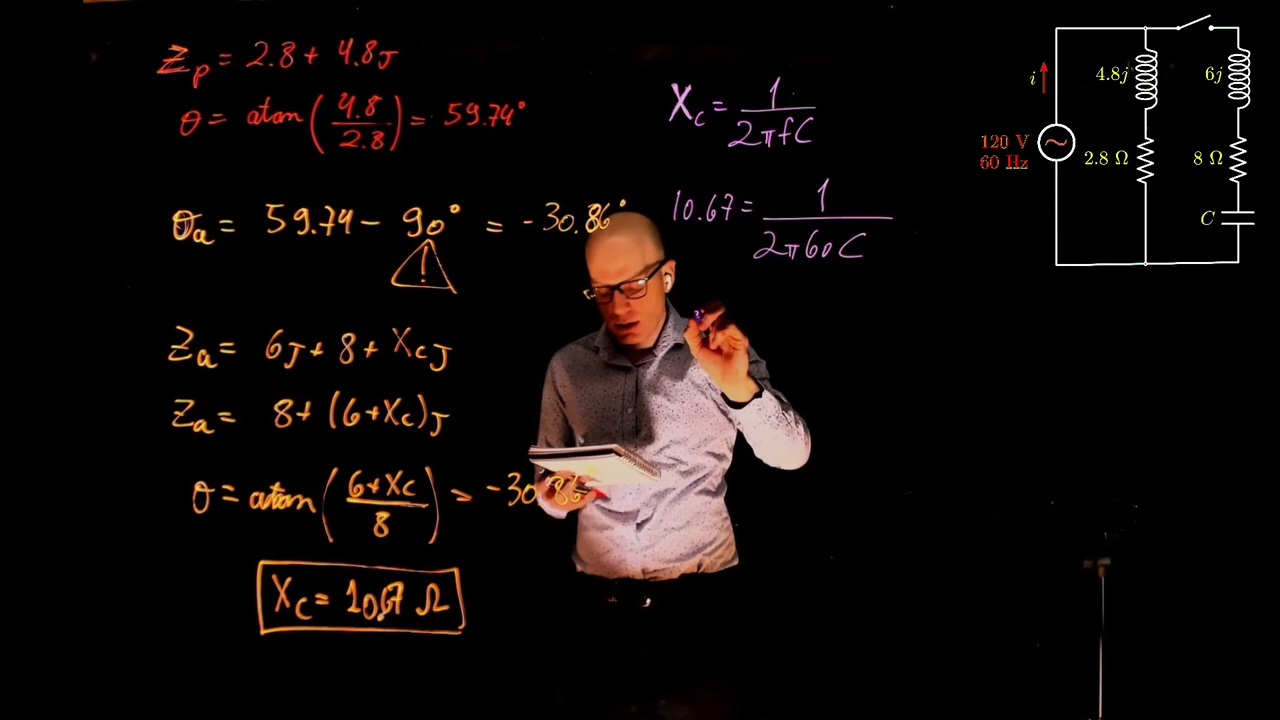 Zp = 2.8 + 4.8J
θ = atan(4.8/2.8) = 59.74°
θa = 59.74 - 90° = -30.86°
!
Za = 6J + 8 + XcJ
Za = 8 + (6+Xc)J
θ = atan(6+Xc/8) = -30.86
Xc = 10.67 Ω
Xc = 1/2πfC
10.67 = 1/2π60C
i
4.8j
6j
120 V
60 Hz
2.8 Ω
8 Ω
C